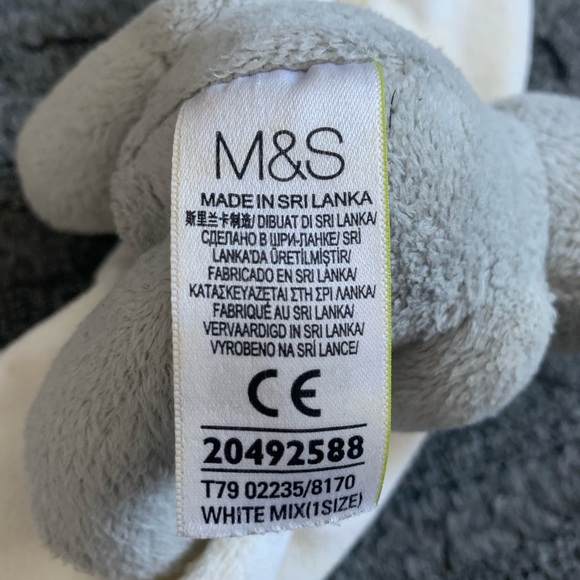 M&S
MADE IN SRI LANKA
斯里兰卡制造/ DIBUAT DI SRI LANKA/
СДЕЛАНО В ШРИ-ЛАНКЕ/ SRİ
LANKA'DA ÜRETİLMİŞTİR/
FABRICADO EN SRI LANKA/
ΚΑΤΑΣΚΕΥΑΖΕΤΑΙ ΣΤΗ ΣΡΙ ΛΑΝΚΑ/
FABRIQUÉ AU SRI LANKA/
VERVAARDIGD IN SRI LANKA/
VYROBENO NA SRÍ LANCE/
CE
20492588
T79 02235/8170
WHITE MIX(1SIZE)